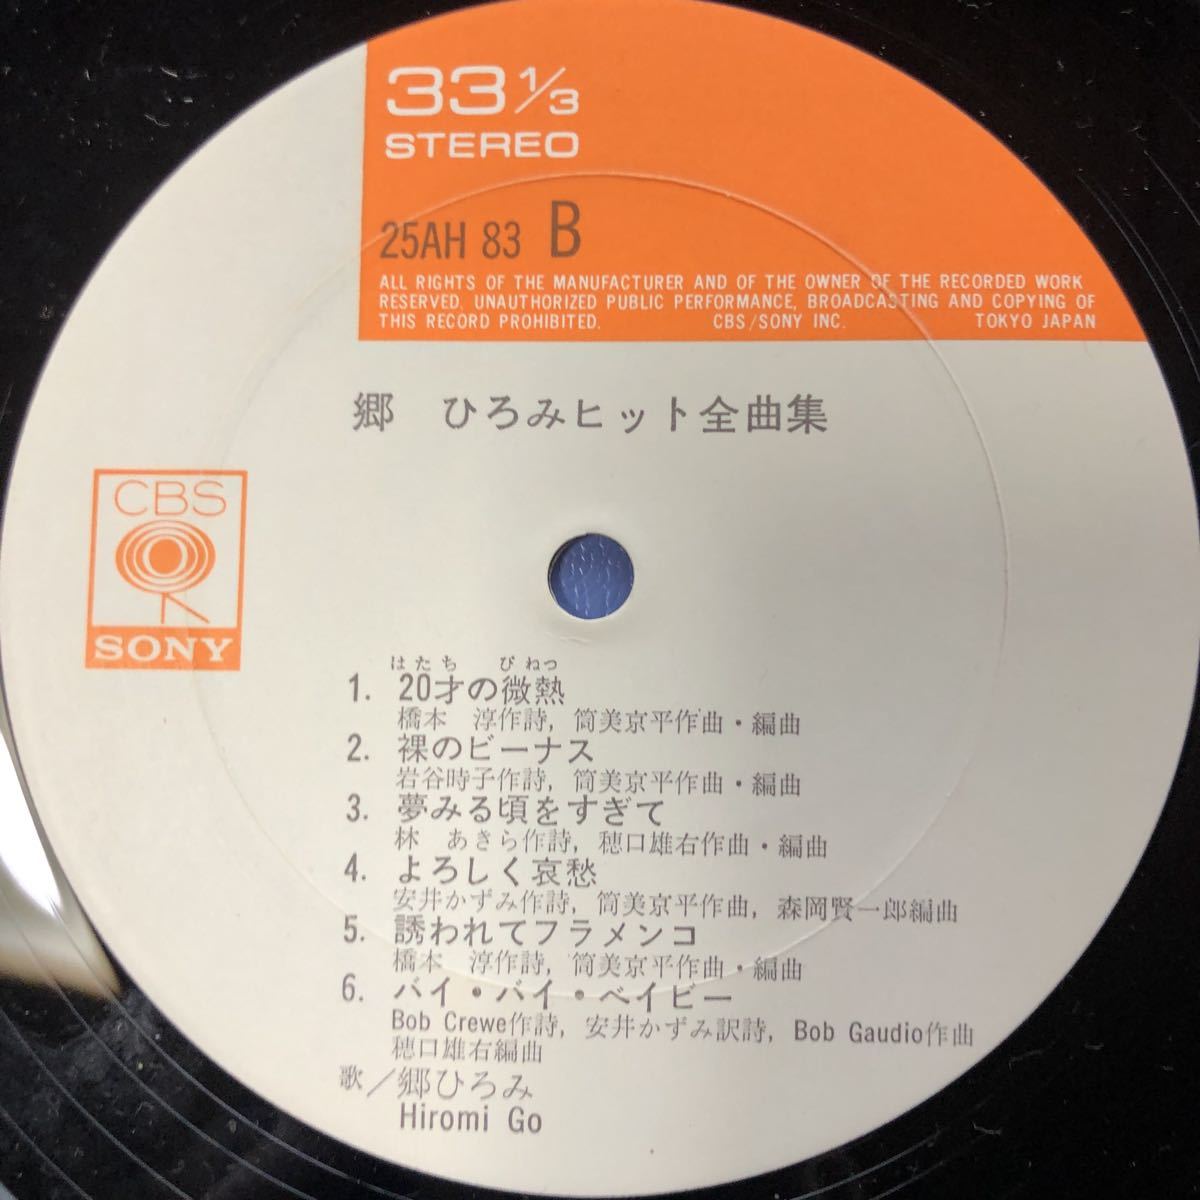 33 1/3
STEREO
25AH 83 B
ALL RIGHTS OF THE MANUFACTURER AND OF THE OWNER OF THE RECORDED WORK
RESERVED. UNAUTHORIZED PUBLIC PERFORMANCE, BROADCASTING AND COPYING OF
THIS RECORD PROHIBITED. CBS/SONY INC. TOKYO JAPAN
郷 ひろみヒット全曲集
CBS
SONY
はたち びねつ
1. 20才の微熱
橋本 淳作詩, 筒美京平作曲・編曲
2. 裸のビーナス
岩谷時子作詩, 筒美京平作曲・編曲
3. 夢みる頃をすぎて
林 あきら作詩, 穂口雄右作曲・編曲
4. よろしく哀愁
安井かずみ作詩, 筒美京平作曲, 森岡賢一郎編曲
5. 誘われてフラメンコ
橋本 淳作詩, 筒美京平作曲・編曲
6. バイ・バイ・ベイビー
Bob Crewe作詩, 安井かずみ訳詩, Bob Gaudio作曲
穂口雄右編曲
歌／郷ひろみ
Hiromi Go